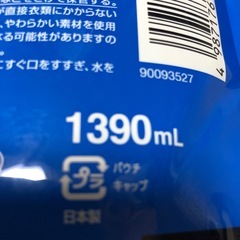 が直接衣類にかからない
、やわらかい素材を使用
る可能性がありますの
すぐ口をすすぎ、水を
90093527
1390mL
プラ
パウチ
キャップ
日本製